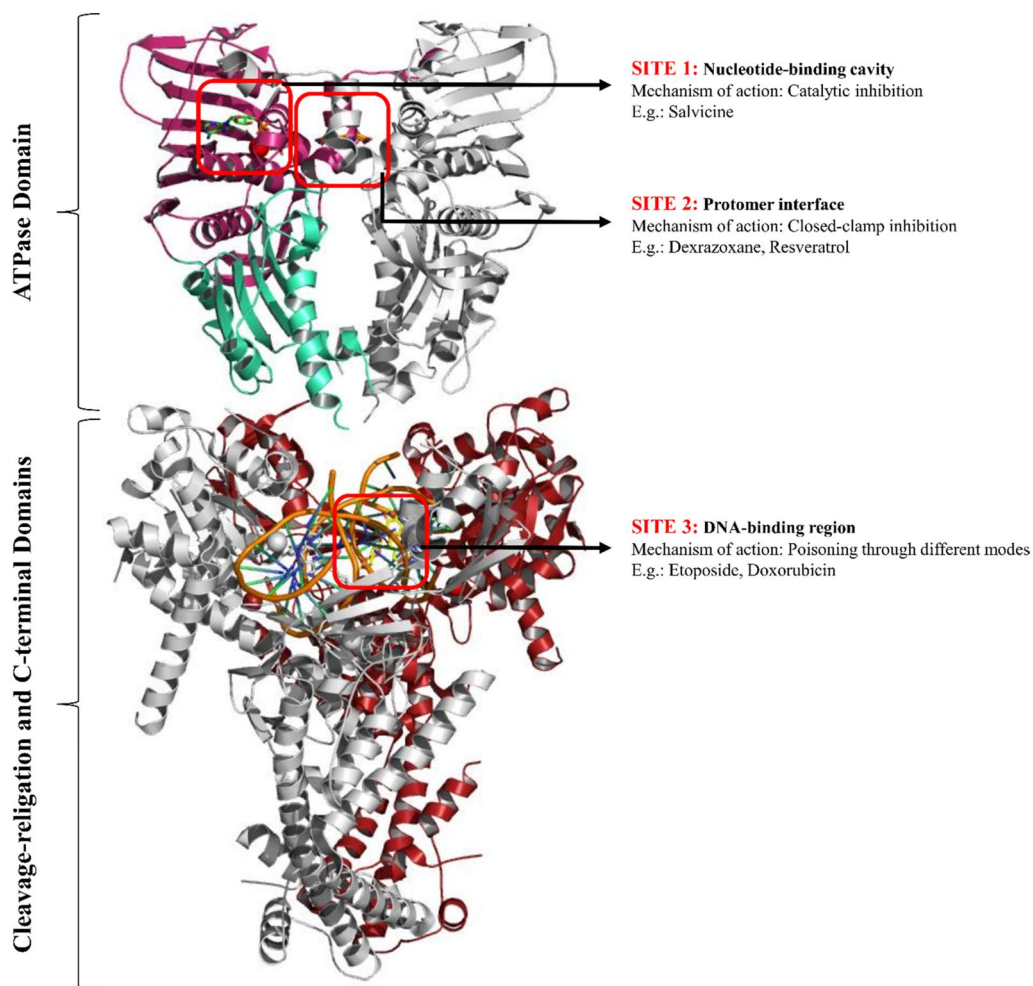 ATPase Domain
SITE 1: Nucleotide-binding cavity
Mechanism of action: Catalytic inhibition
E.g.: Salvicine
SITE 2: Protomer interface
Mechanism of action: Closed-clamp inhibition
E.g.: Dexrazoxane, Resveratrol
Cleavage-religation and C-terminal Domains
SITE 3: DNA-binding region
Mechanism of action: Poisoning through different modes
E.g.: Etoposide, Doxorubicin